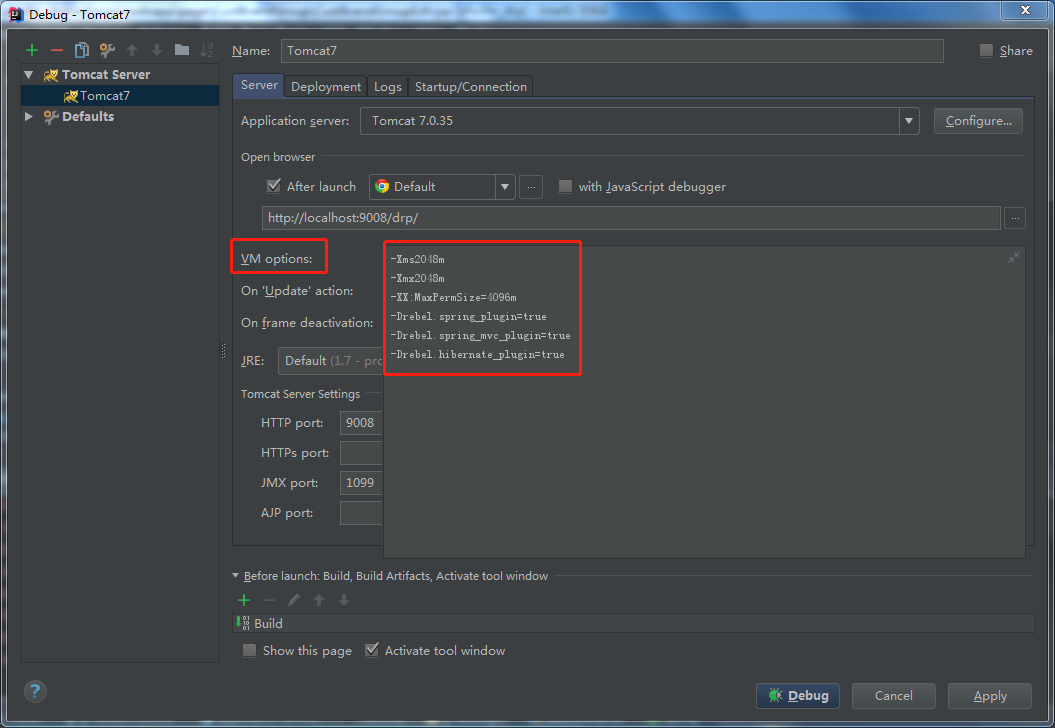 Debug - Tomcat7
Name: Tomcat7 Share
Tomcat Server
Tomcat7
Defaults
Server Deployment Logs Startup/Connection
Application server: Tomcat 7.0.35 Configure...
Open browser
After launch Default ... with JavaScript debugger
http://localhost:9008/drp/ ...
VM options:
-Xms2048m
-Xmx2048m
-XX:MaxPermSize=4096m
-Drebel.spring_plugin=true
-Drebel.spring_mvc_plugin=true
-Drebel.hibernate_plugin=true
On 'Update' action:
On frame deactivation:
JRE: Default (1.7 - pro
Tomcat Server Settings
HTTP port: 9008
HTTPs port:
JMX port: 1099
AJP port:
Before launch: Build, Build Artifacts, Activate tool window
Build
Show this page Activate tool window
? Debug Cancel Apply